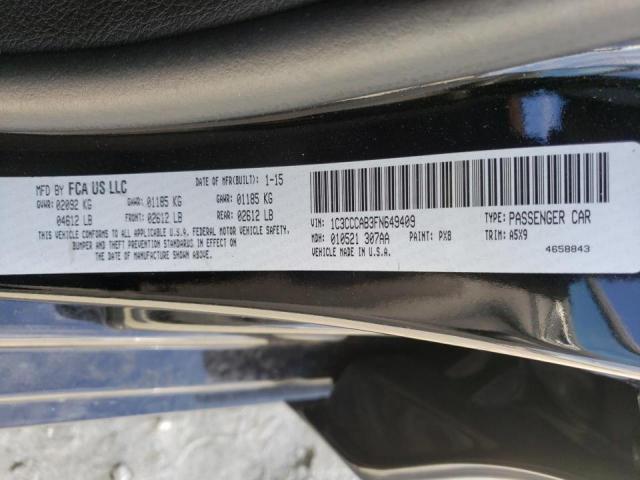 MFD BY FCA US LLC DATE OF MFR(BUILT): 1-15
GVWR: 02092 KG GAWR: 01185 KG GAWR: 01185 KG
04612 LB FRONT: 02612 LB REAR: 02612 LB
THIS VEHICLE CONFORMS TO ALL APPLICABLE U.S.A. FEDERAL MOTOR VEHICLE SAFETY,
BUMPER AND THEFT PREVENTION STANDARDS IN EFFECT ON
THE DATE OF MANUFACTURE SHOWN ABOVE.
VIN: 1C3CCCAB3FN649409 TYPE: PASSENGER CAR
MDH: 010521 307AA PAINT: PX8 TRIM: A5X9
VEHICLE MADE IN U.S.A. 4658843